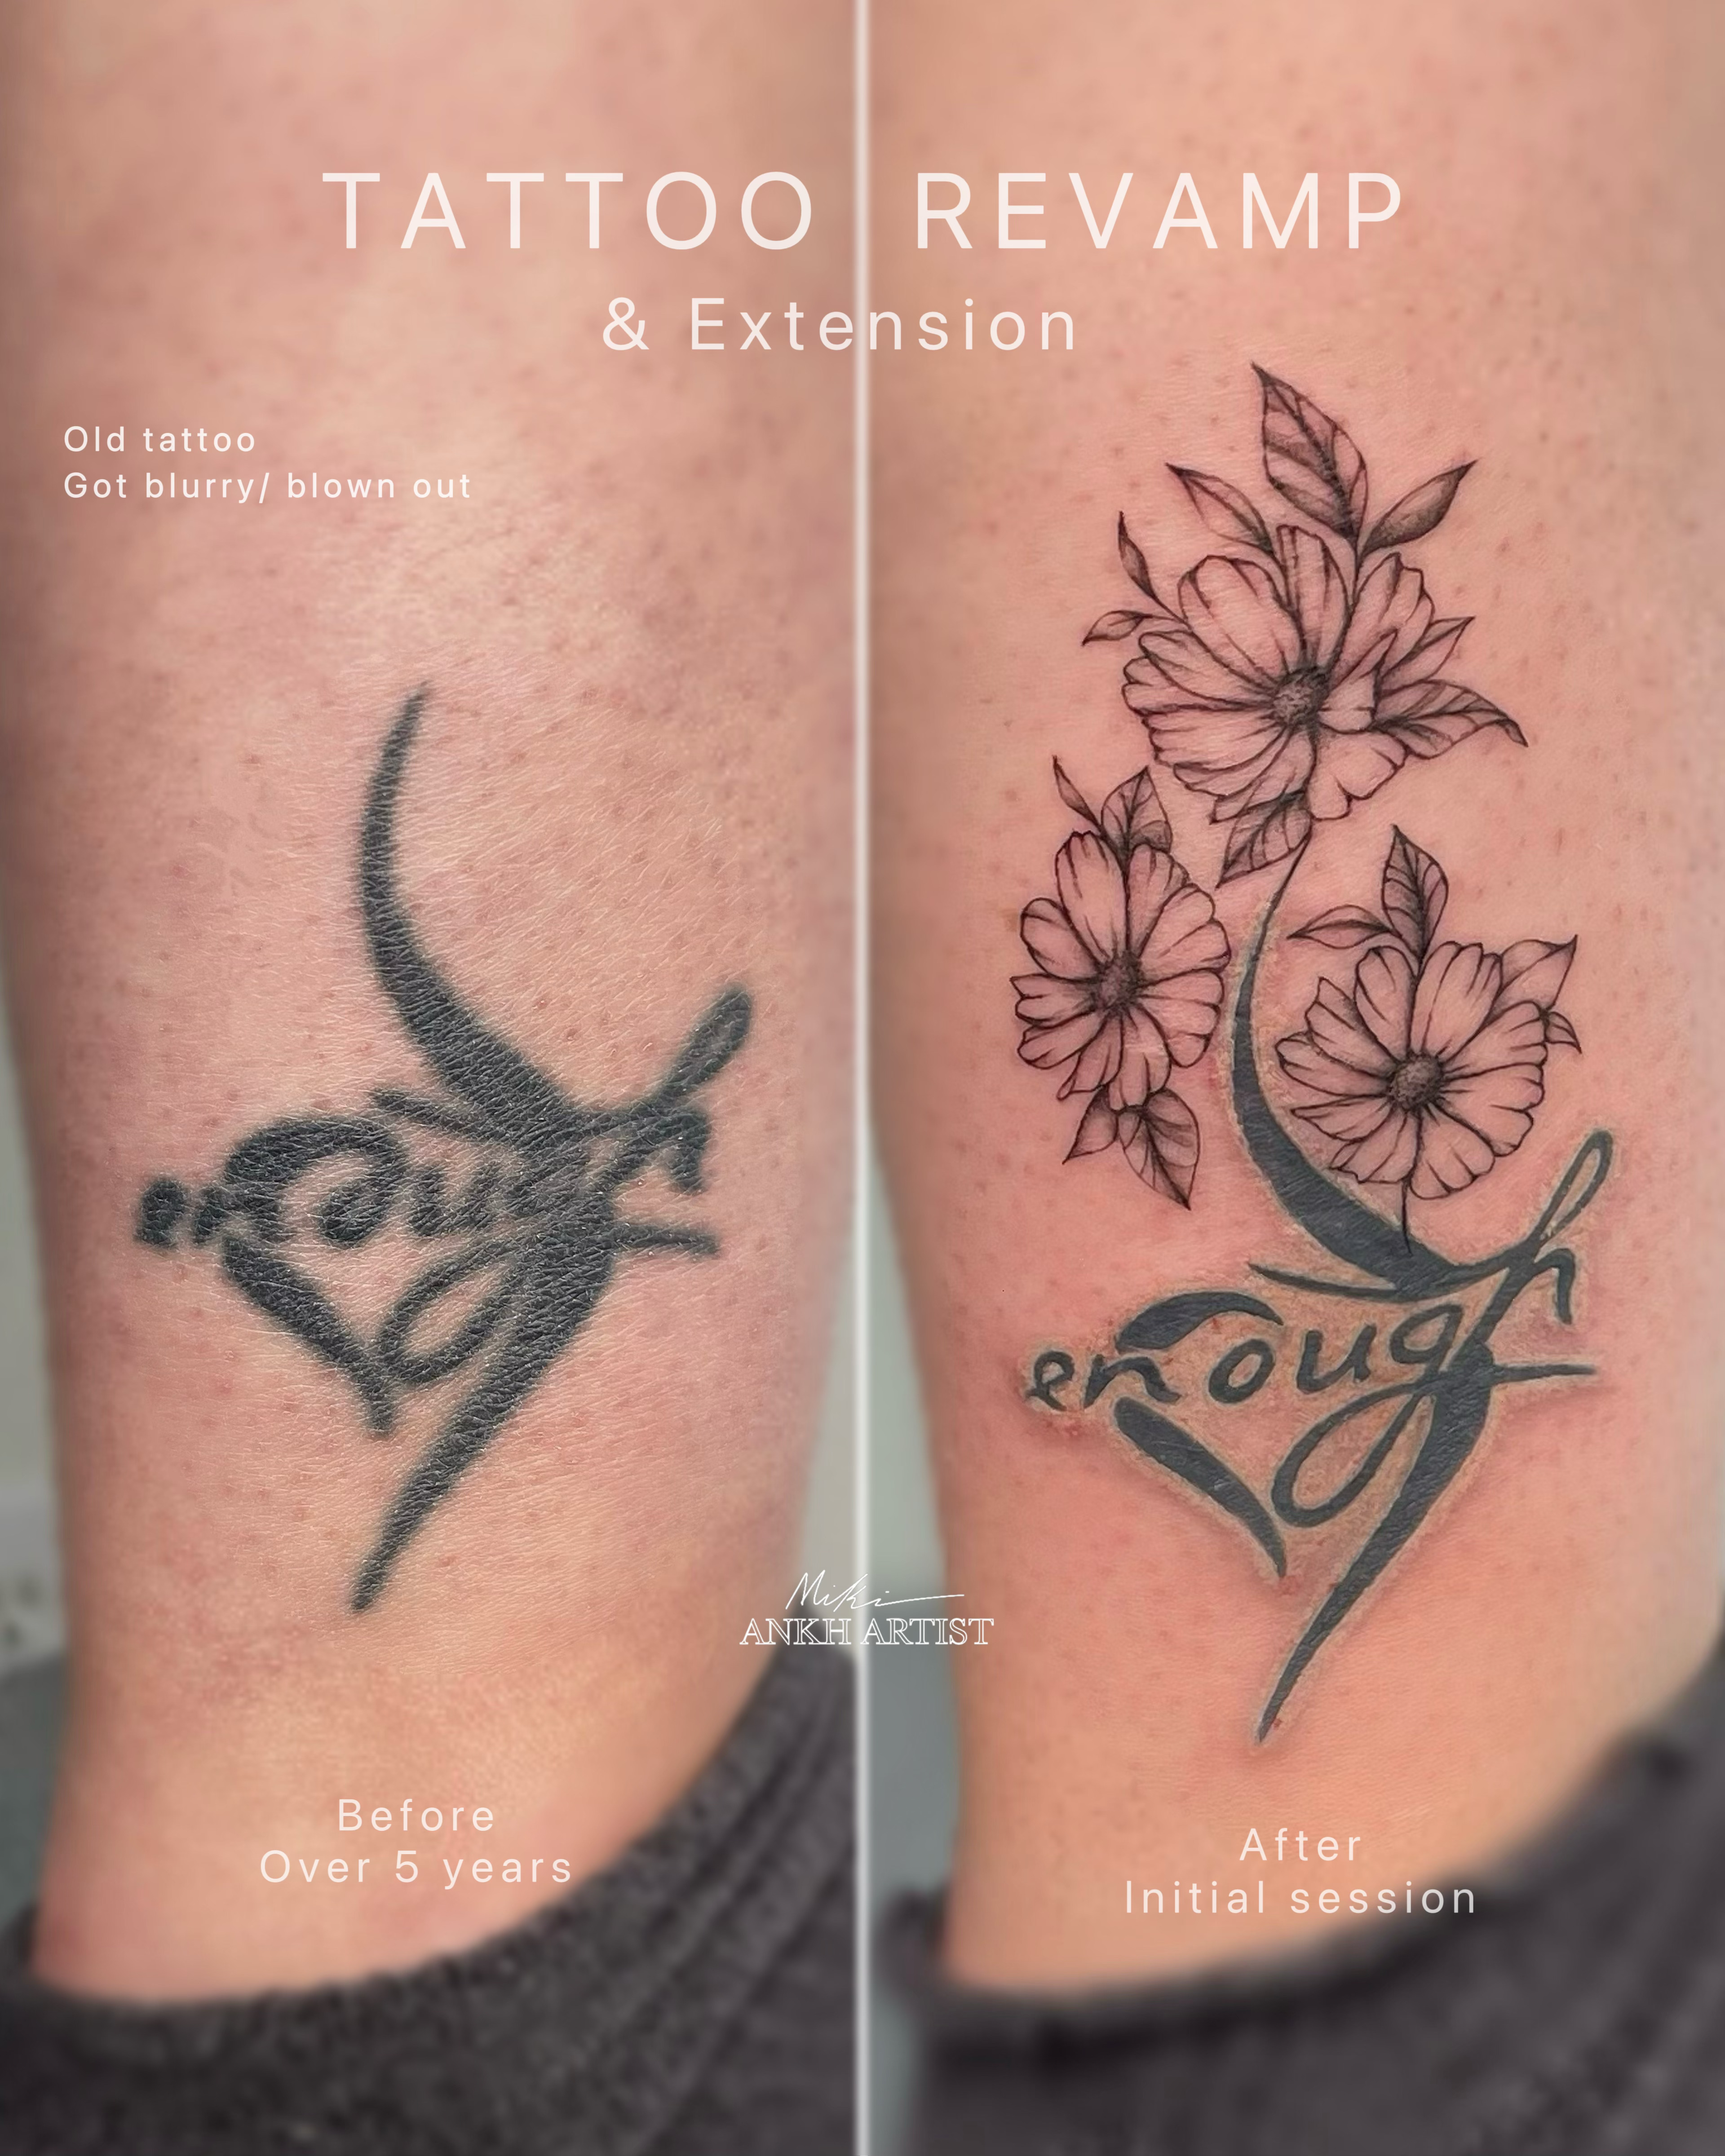 TATTOO REVAMP
& Extension
Old tattoo
Got blurry/ blown out
enough
enough
Miki
ANKH ARTIST
Before
Over 5 years
After
Initial session